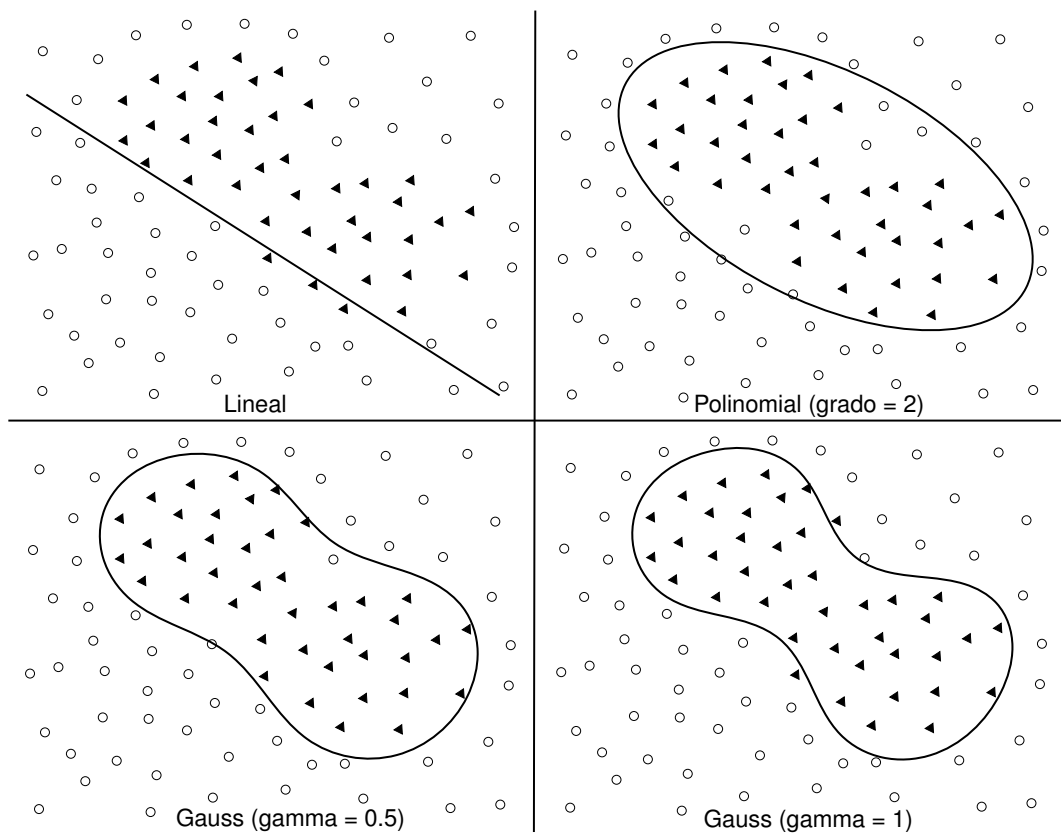 Lineal
Polinomial (grado = 2)
Gauss (gamma = 0.5)
Gauss (gamma = 1)